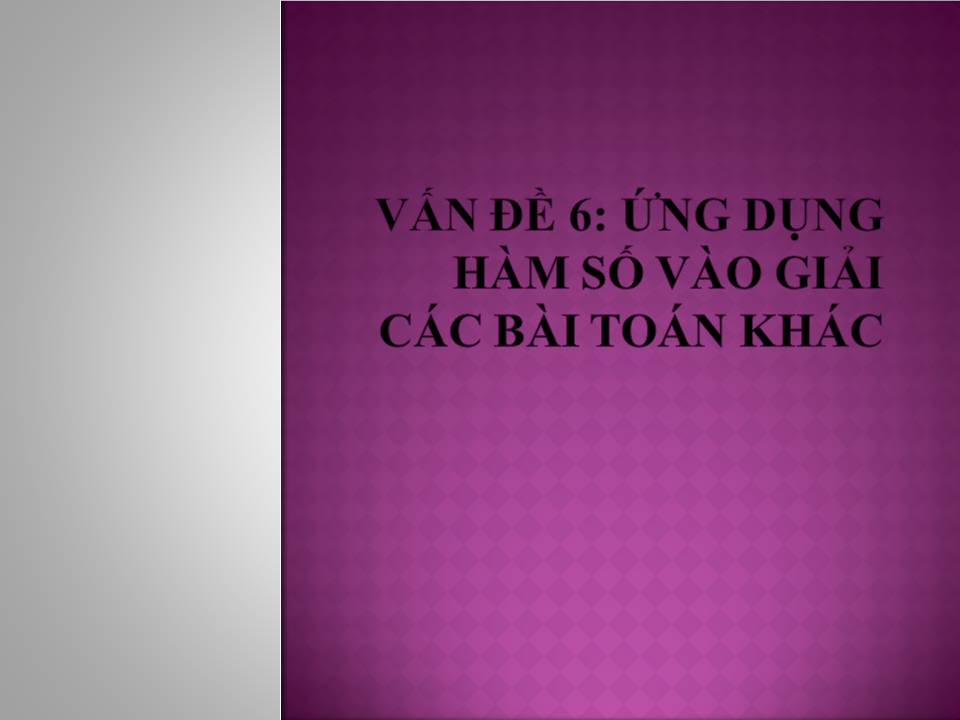 VẤN ĐỀ 6: ỨNG DỤNG
HÀM SỐ VÀO GIẢI
CÁC BÀI TOÁN KHÁC